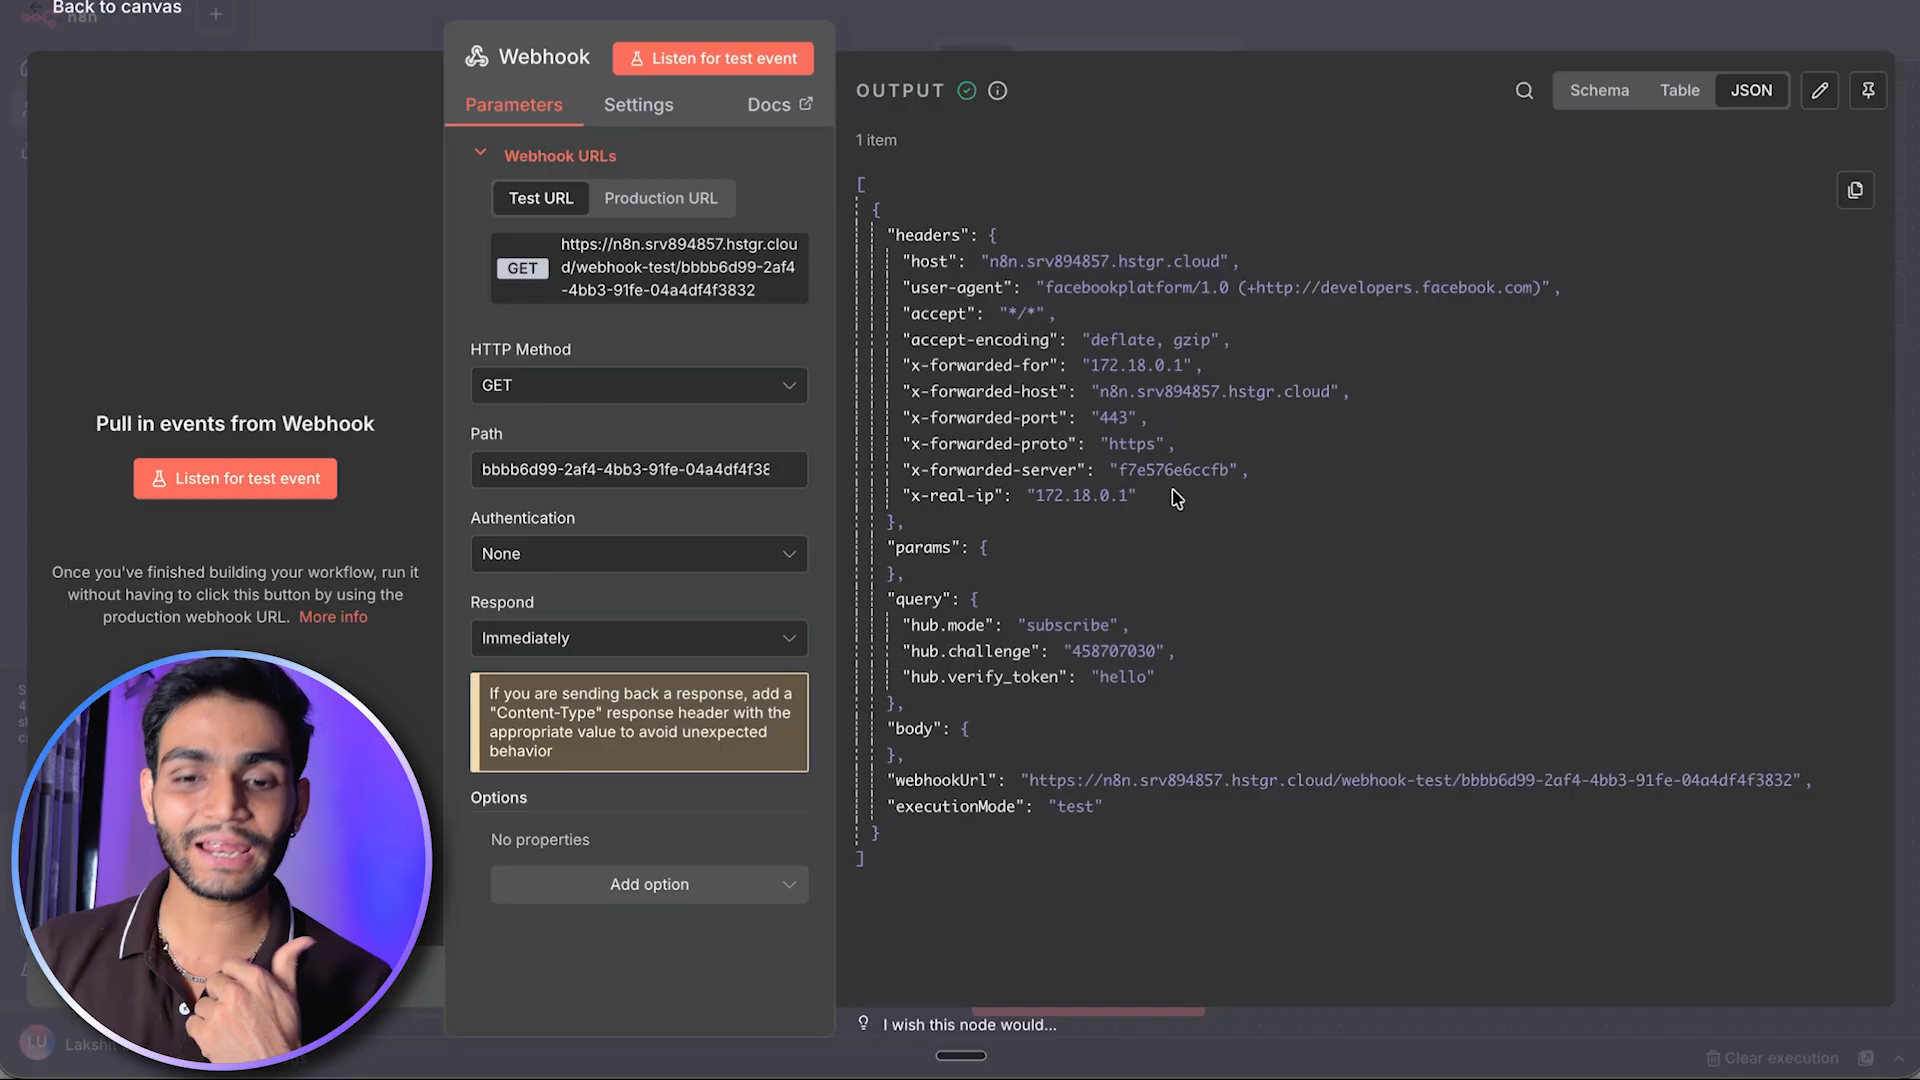 Back to canvas
n8n
Webhook
Listen for test event
Parameters
Settings
Docs
Webhook URLs
Test URL
Production URL
GET
https://n8n.srv894857.hstgr.clou
d/webhook-test/bbbb6d99-2af4
-4bb3-91fe-04a4df4f3832
HTTP Method
GET
Path
bbbb6d99-2af4-4bb3-91fe-04a4df4f38
Authentication
None
Respond
Immediately
If you are sending back a response, add a
"Content-Type" response header with the
appropriate value to avoid unexpected
behavior
Options
No properties
Add option
Pull in events from Webhook
Listen for test event
Once you've finished building your workflow, run it
without having to click this button by using the
production webhook URL. More info
OUTPUT
Schema
Table
JSON
1 item
[
{
"headers": {
"host": "n8n.srv894857.hstgr.cloud",
"user-agent": "facebookplatform/1.0 (+http://developers.facebook.com)",
"accept": "*/*",
"accept-encoding": "deflate, gzip",
"x-forwarded-for": "172.18.0.1",
"x-forwarded-host": "n8n.srv894857.hstgr.cloud",
"x-forwarded-port": "443",
"x-forwarded-proto": "https",
"x-forwarded-server": "f7e576e6ccfb",
"x-real-ip": "172.18.0.1"
},
"params": {
},
"query": {
"hub.mode": "subscribe",
"hub.challenge": "458707030",
"hub.verify_token": "hello"
},
"body": {
},
"webhookUrl": "https://n8n.srv894857.hstgr.cloud/webhook-test/bbbb6d99-2af4-4bb3-91fe-04a4df4f3832",
"executionMode": "test"
}
]
I wish this node would...
LU
Clear execution